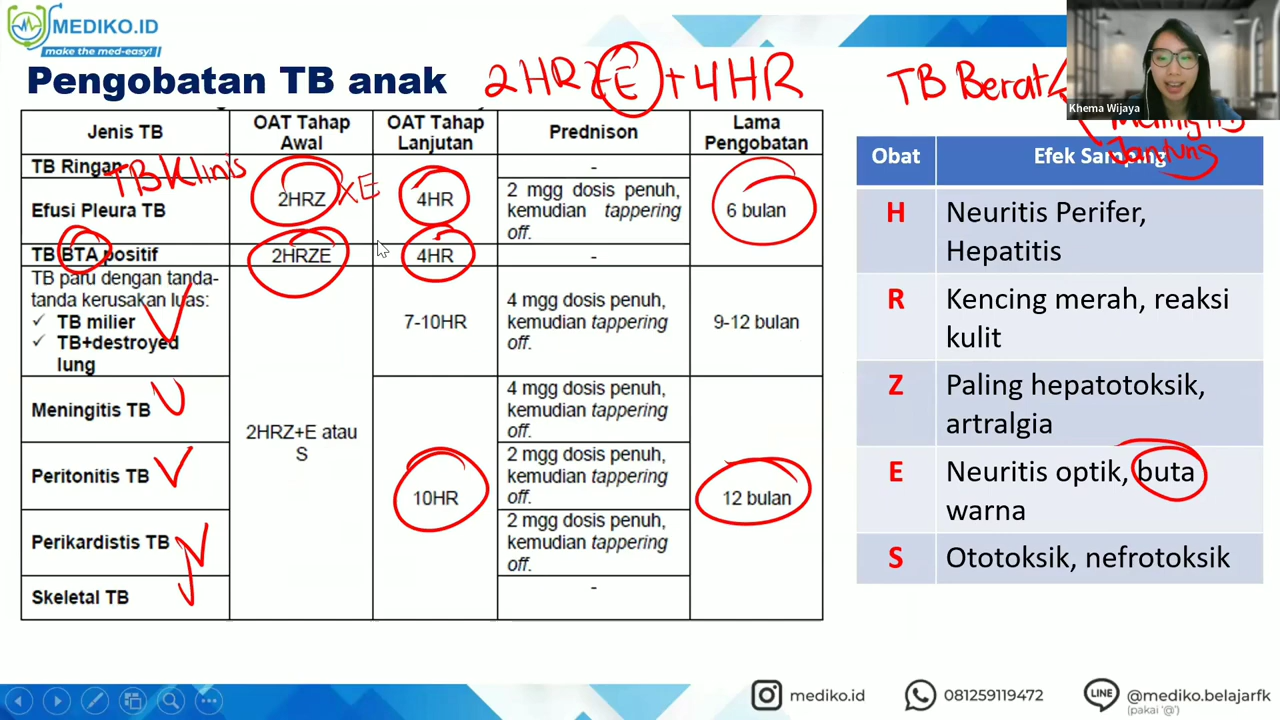 MEDIKO.ID
make the med-easy!
Pengobatan TB anak
2HRZE + 4HR
TB Berat
Khema Wijaya
Jantung
Jenis TB
OAT Tahap
Awal
OAT Tahap
Lanjutan
Prednison
Lama
Pengobatan
TB Ringan
TB Klinis
-
Efusi Pleura TB
2HRZ
XE
4HR
2 mgg dosis penuh,
kemudian tappering
off.
6 bulan
TB BTA positif
2HRZE
4HR
-
TB paru dengan tanda-
tanda kerusakan luas:
✓ TB milier
✓ TB+destroyed
lung
7-10HR
4 mgg dosis penuh,
kemudian tappering
off.
9-12 bulan
Meningitis TB
4 mgg dosis penuh,
kemudian tappering
off.
2HRZ+E atau
S
Peritonitis TB
10HR
2 mgg dosis penuh,
kemudian tappering
off.
12 bulan
Perikardistis TB
2 mgg dosis penuh,
kemudian tappering
off.
Skeletal TB
-
Obat
Efek Samping
H
Neuritis Perifer,
Hepatitis
R
Kencing merah, reaksi
kulit
Z
Paling hepatotoksik,
artralgia
E
Neuritis optik, buta
warna
S
Ototoksik, nefrotoksik
mediko.id
081259119472
LINE
@mediko.belajarfk
(pakai '@')